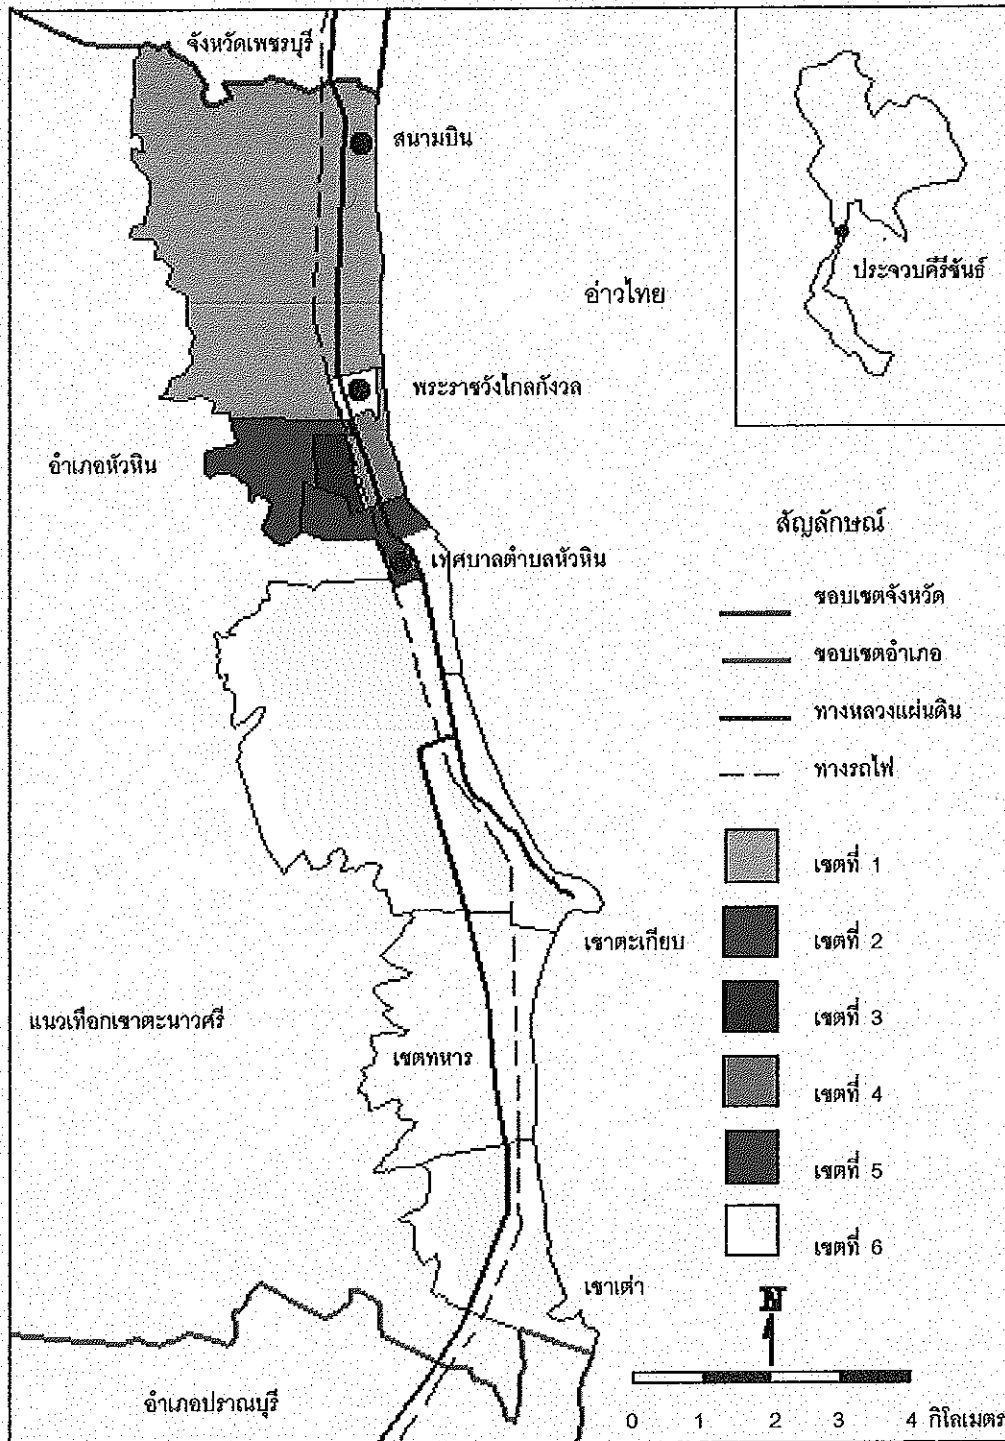 จังหวัดเพชรบุรี
สนามบิน
อ่าวไทย
ประจวบคีรีขันธ์
พระราชวังไกลกังวล
อำเภอหัวหิน
สัญลักษณ์
เทศบาลตำบลหัวหิน
ขอบเขตจังหวัด
ขอบเขตอำเภอ
ทางหลวงแผ่นดิน
ทางรถไฟ
เขตที่ 1
เขตที่ 2
เขตที่ 3
เขตที่ 4
เขตที่ 5
เขตที่ 6
เขาตะเกียบ
แนวเทือกเขาตะนาวศรี
เขตทหาร
เขาเต่า
N
อำเภอปราณบุรี
0 1 2 3 4 กิโลเมตร